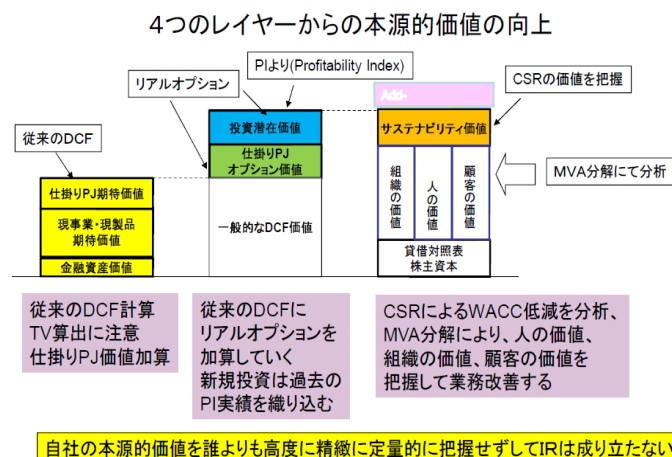 4つのレイヤーからの本源的価値の向上
PIより(Profitability Index)
リアルオプション
CSRの価値を把握
Add-
従来のDCF
投資潜在価値
サステナビリティ価値
仕掛りPJ
オプション価値
MVA分解にて分析
仕掛りPJ期待価値
組織の価値
人の価値
顧客の価値
現事業・現製品
期待価値
一般的なDCF価値
金融資産価値
貸借対照表
株主資本
従来のDCF計算
TV算出に注意
仕掛りPJ価値加算
従来のDCFに
リアルオプションを
加算していく
新規投資は過去の
PI実績を織り込む
CSRによるWACC低減を分析、
MVA分解により、人の価値、
組織の価値、顧客の価値を
把握して業務改善する
自社の本源的価値を誰よりも高度に精緻に定量的に把握せずしてIRは成り立たない